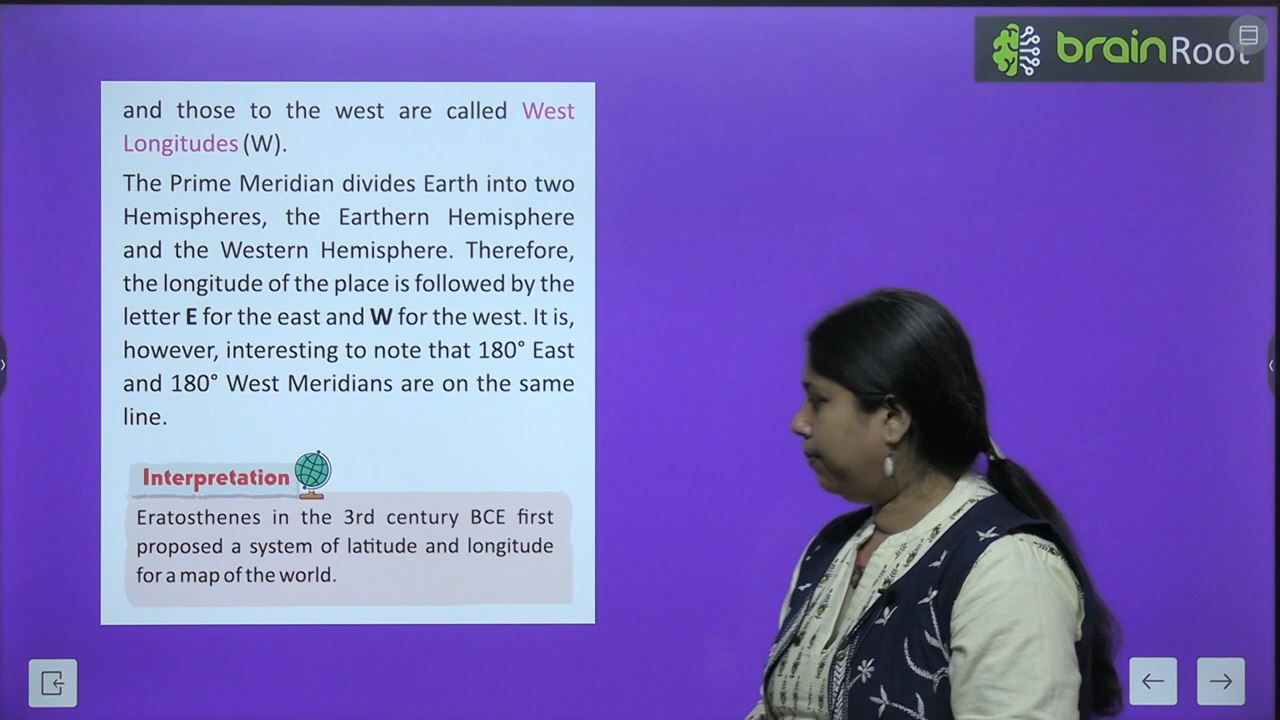 brainRoot
and those to the west are called West
Longitudes (W).
The Prime Meridian divides Earth into two
Hemispheres, the Earthern Hemisphere
and the Western Hemisphere. Therefore,
the longitude of the place is followed by the
letter E for the east and W for the west. It is,
however, interesting to note that 180° East
and 180° West Meridians are on the same
line.
Interpretation
Eratosthenes in the 3rd century BCE first
proposed a system of latitude and longitude
for a map of the world.